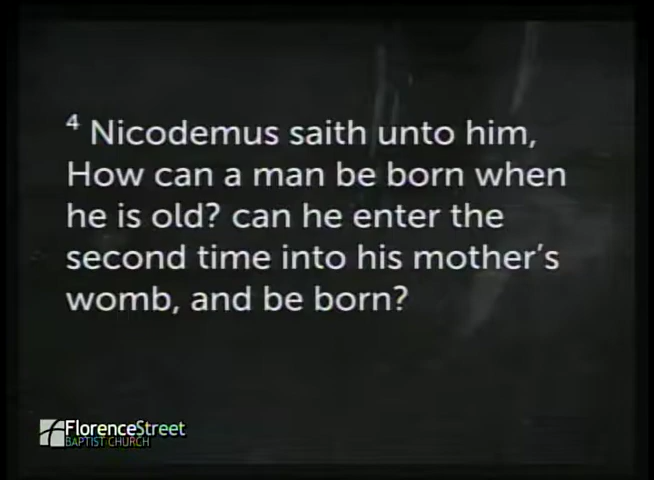 4 Nicodemus saith unto him,
How can a man be born when
he is old? can he enter the
second time into his mother's
womb, and be born?
FlorenceStreet
BAPTIST CHURCH